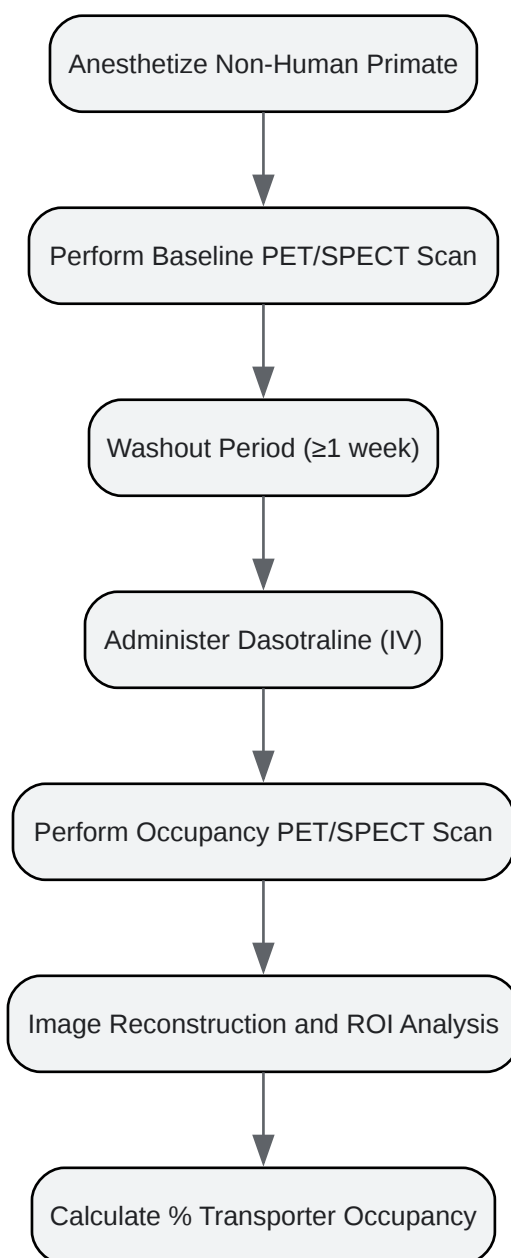 Anesthetize Non-Human Primate
Perform Baseline PET/SPECT Scan
Washout Period (≥1 week)
Administer Dasotraline (IV)
Perform Occupancy PET/SPECT Scan
Image Reconstruction and ROI Analysis
Calculate % Transporter Occupancy